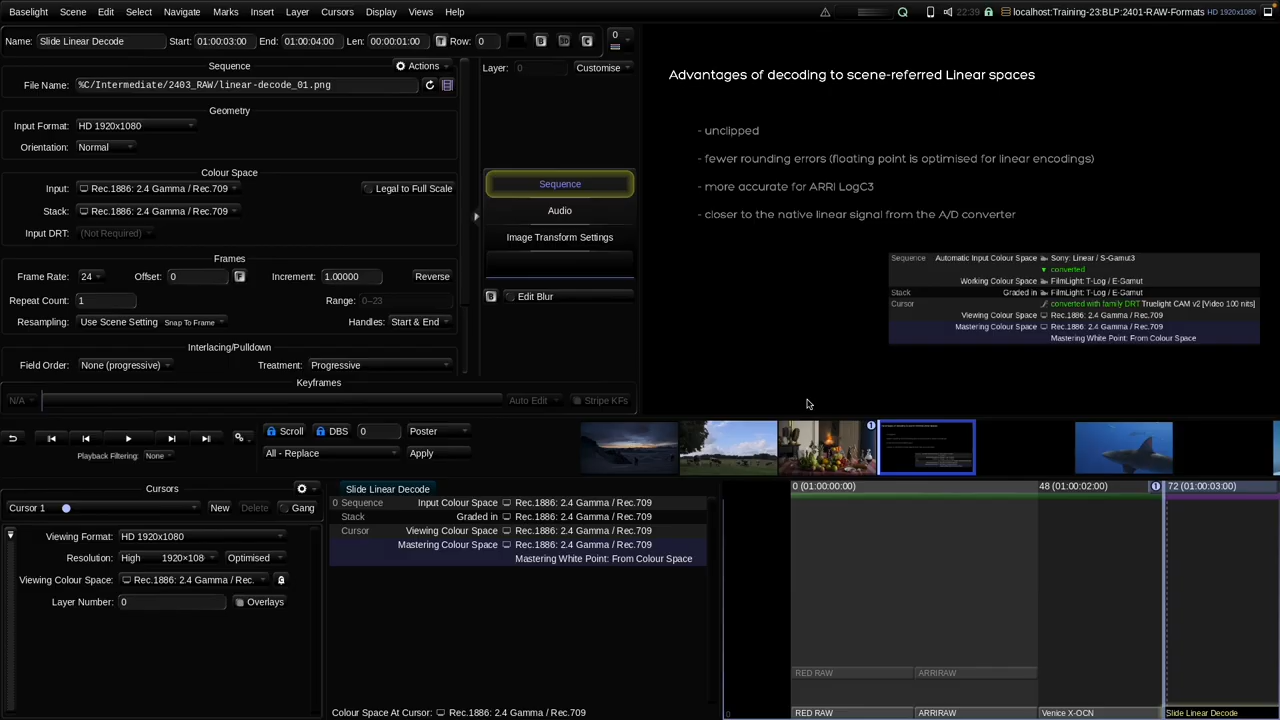 Baselight Scene Edit Select Navigate Marks Insert Layer Cursors Display Views Help 22:39 localhost:Training-23:BLP:2401-RAW-Formats HD 1920x1080
Name: Slide Linear Decode Start: 01:00:03:00 End: 01:00:04:00 Len: 00:00:01:00 T Row: 0 0
Sequence
Actions
File Name: %C/Intermediate/2403_RAW/linear-decode_01.png
Geometry
Input Format: HD 1920x1080
Orientation: Normal
Colour Space
Input: Rec.1886: 2.4 Gamma / Rec.709 Legal to Full Scale
Stack: Rec.1886: 2.4 Gamma / Rec.709
Input DRT: (Not Required)
Frames
Frame Rate: 24 Offset: 0 F Increment: 1.00000 Reverse
Repeat Count: 1 Range: 0--23
Resampling: Use Scene Setting Snap To Frame Handles: Start & End
Interlacing/Pulldown
Field Order: None (progressive) Treatment: Progressive
Keyframes
N/A Auto Edit Stripe KFs
Layer: 0 Customise
Sequence
Audio
Image Transform Settings
B Edit Blur
Advantages of decoding to scene-referred Linear spaces
- unclipped
- fewer rounding errors (floating point is optimised for linear encodings)
- more accurate for ARRI LogC3
- closer to the native linear signal from the A/D converter
Sequence Automatic Input Colour Space Sony: Linear / S-Gamut3
converted
Working Colour Space FilmLight: T-Log / E-Gamut
Stack Graded in FilmLight: T-Log / E-Gamut
Cursor converted with family DRT Truelight CAM v2 [Video 100 nits]
Viewing Colour Space Rec.1886: 2.4 Gamma / Rec.709
Mastering Colour Space Rec.1886: 2.4 Gamma / Rec.709
Mastering White Point: From Colour Space
Scroll DBS 0 Poster
Playback Filtering: None All - Replace Apply
Cursors
Cursor 1 New Delete Gang
Viewing Format: HD 1920x1080
Resolution: High 1920×108 Optimised
Viewing Colour Space: Rec.1886: 2.4 Gamma / Rec.
Layer Number: 0 Overlays
Slide Linear Decode
0 Sequence Input Colour Space Rec.1886: 2.4 Gamma / Rec.709
Stack Graded in Rec.1886: 2.4 Gamma / Rec.709
Cursor Viewing Colour Space Rec.1886: 2.4 Gamma / Rec.709
Mastering Colour Space Rec.1886: 2.4 Gamma / Rec.709
Mastering White Point: From Colour Space
Colour Space At Cursor: Rec.1886: 2.4 Gamma / Rec.709
0 (01:00:00:00) 48 (01:00:02:00) 72 (01:00:03:00)
RED RAW ARRIRAW
0 RED RAW ARRIRAW Venice X-OCN Slide Linear Decode